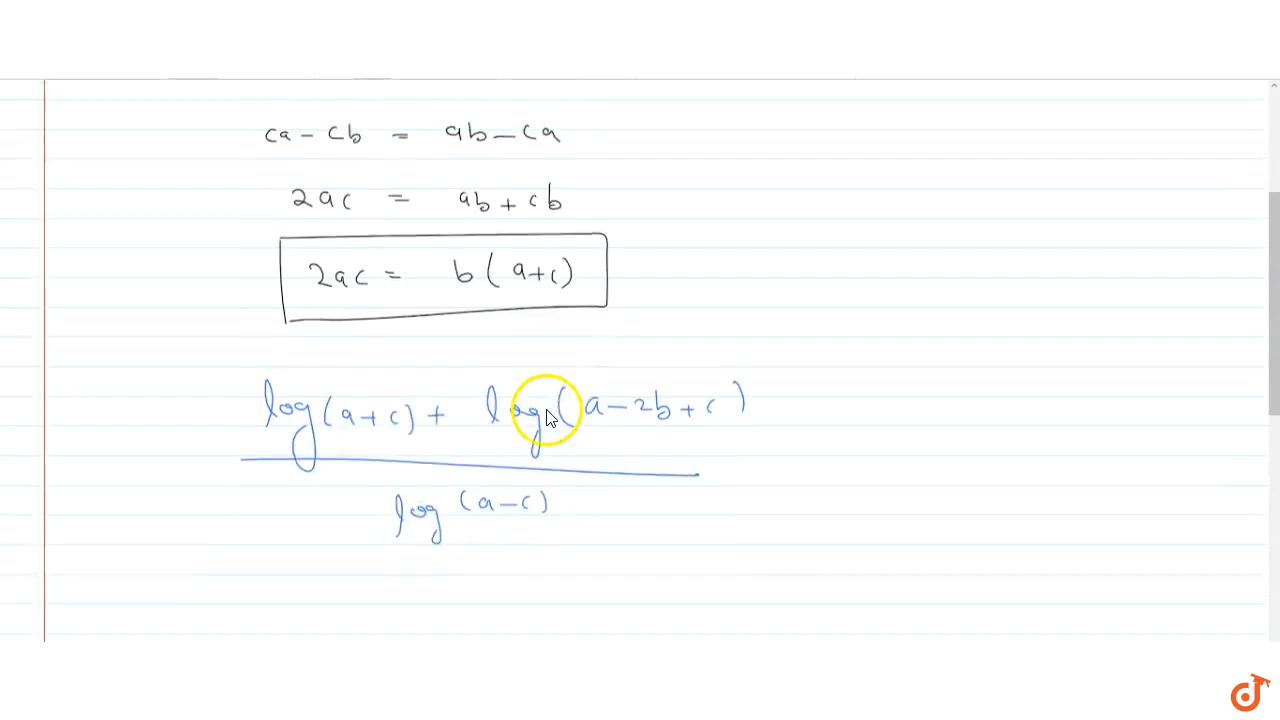 ca - cb = ab - ca
2ac = ab + cb
2ac = b(a+c)
log(a+c) + log(a-2b+c)
log(a-c)